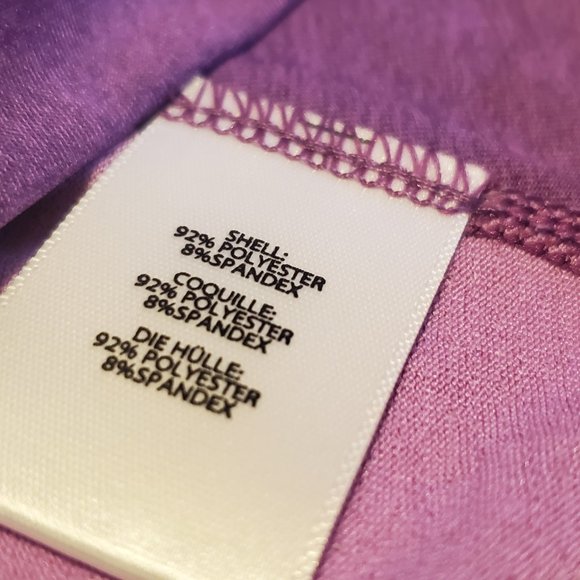 SHELL:
92% POLYESTER
8%SPANDEX
COQUILLE:
92% POLYESTER
8%SPANDEX
DIE HÜLLE:
92% POLYESTER
8%SPANDEX